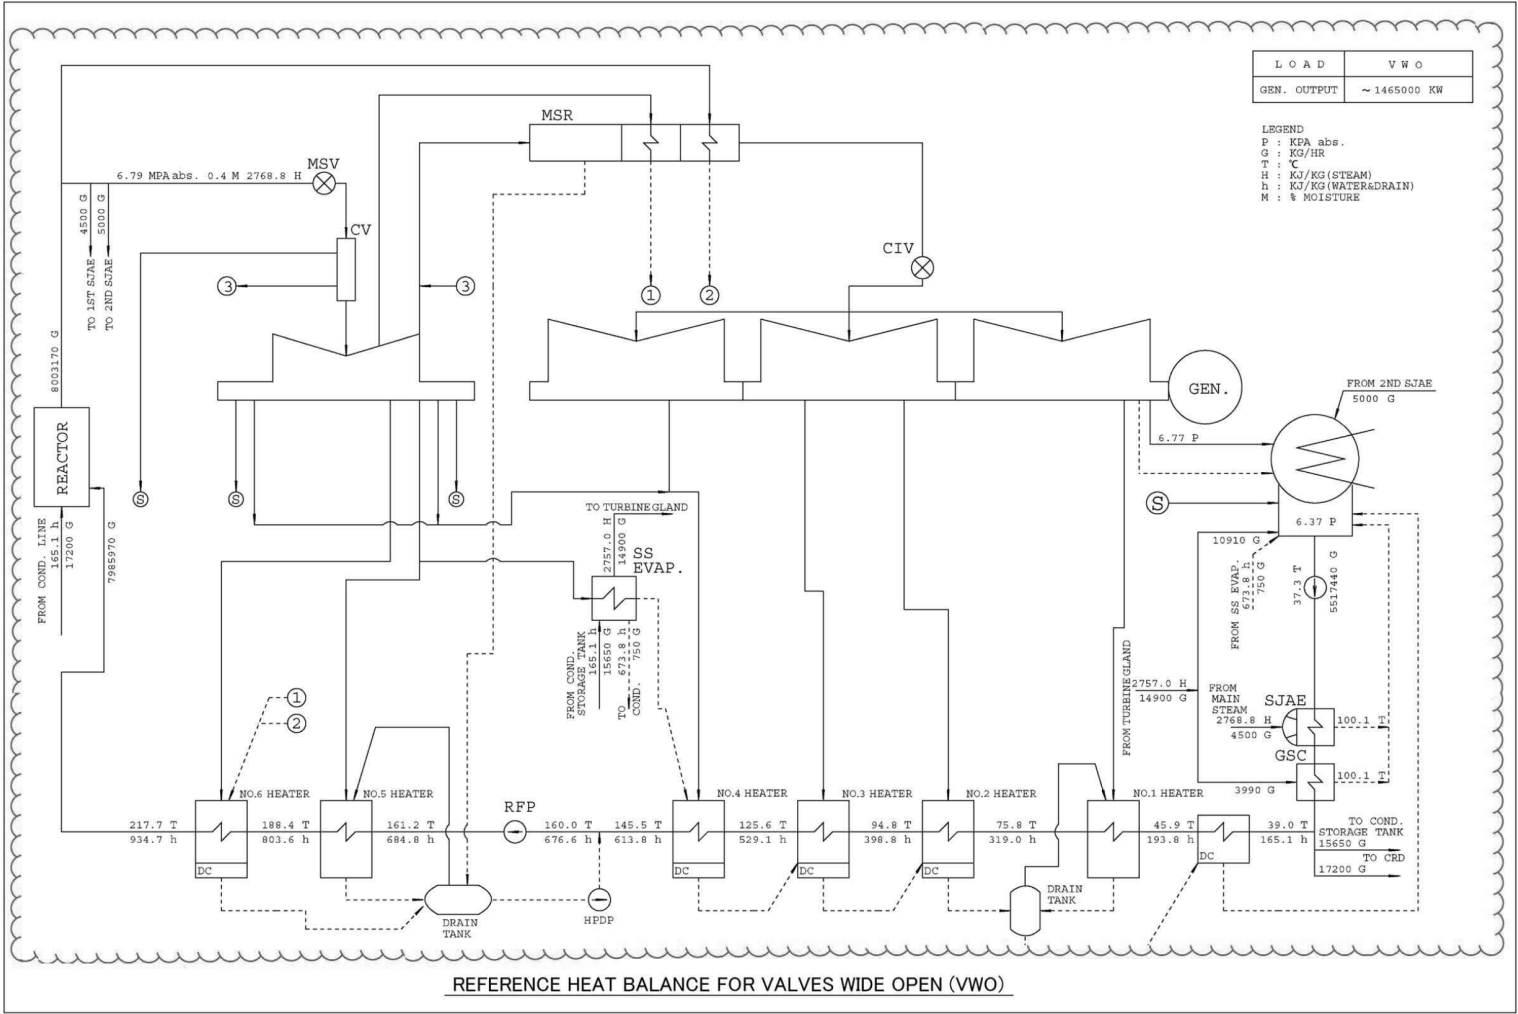 LOAD VWO
GEN. OUTPUT ~1465000 KW
LEGEND
P : KPA abs.
G : KG/HR
T : ℃
H : KJ/KG(STEAM)
h : KJ/KG(WATER&DRAIN)
M : % MOISTURE
MSR
MSV
6.79 MPAabs. 0.4 M 2768.8 H
4500 G
5000 G
TO 1ST SJAE
TO 2ND SJAE
CV
3
3
CIV
1
2
8003170 G
GEN.
FROM 2ND SJAE
5000 G
6.77 P
REACTOR
S
S
S
S
6.37 P
FROM COND. LINE
165.1 h
17200 G
7985970 G
TO TURBINE GLAND
2757.0 H
14900 G
SS
EVAP.
10910 G
FROM SS EVAP.
673.8 h
750 G
37.3 T
5517440 G
FROM COND.
STORAGE TANK
165.1 h
15650 G
673.8 h
750 G
TO
COND.
FROM TURBINE GLAND
2757.0 H
14900 G
FROM
MAIN
STEAM
SJAE
2768.8 H
4500 G
100.1 T
GSC
100.1 T
3990 G
1
2
NO.6 HEATER
NO.5 HEATER
RFP
NO.4 HEATER
NO.3 HEATER
NO.2 HEATER
NO.1 HEATER
217.7 T
934.7 h
188.4 T
803.6 h
161.2 T
684.8 h
160.0 T
676.6 h
145.5 T
613.8 h
125.6 T
529.1 h
94.8 T
398.8 h
75.8 T
319.0 h
45.9 T
193.8 h
39.0 T
165.1 h
TO COND.
STORAGE TANK
15650 G
TO CRD
17200 G
DC
DC
DC
DC
DC
DRAIN
TANK
HPDP
DRAIN
TANK
REFERENCE HEAT BALANCE FOR VALVES WIDE OPEN (VWO)